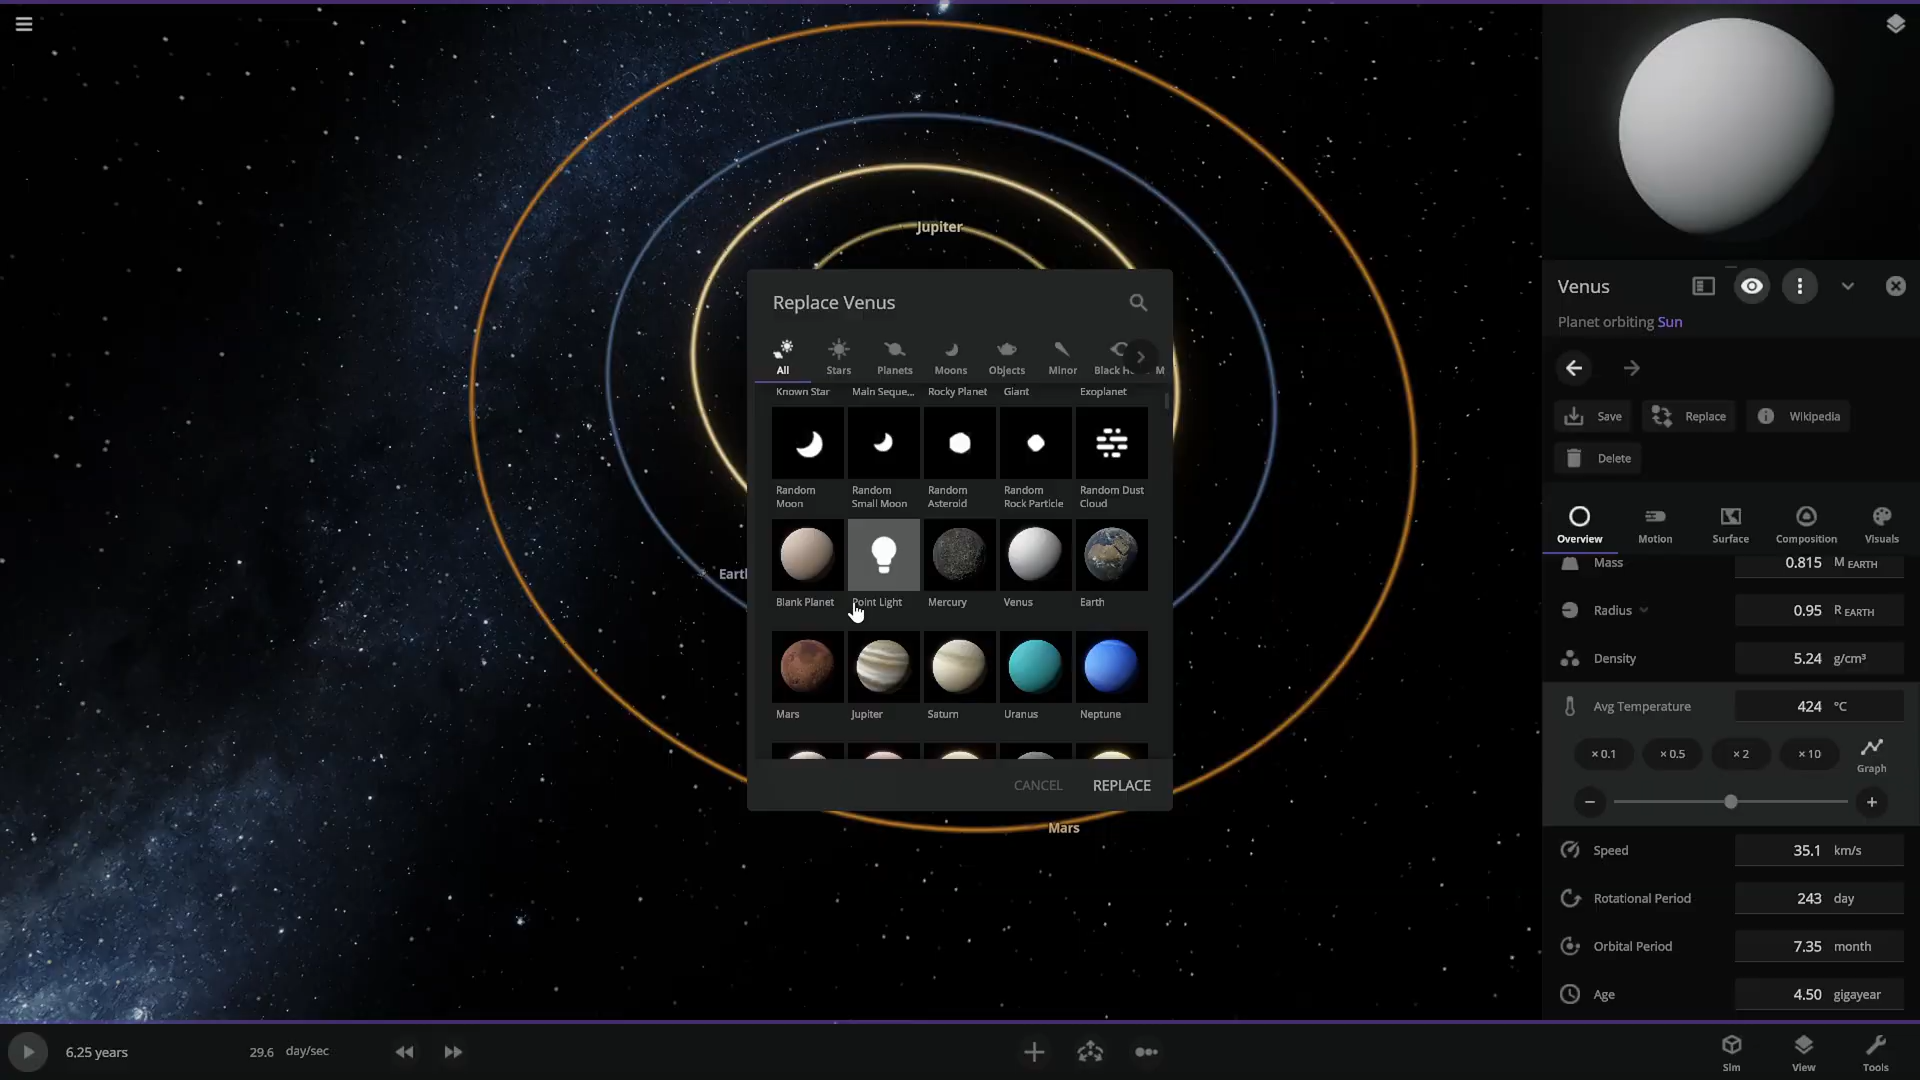 Jupiter
Earth
Mars
Replace Venus
All
Stars
Planets
Moons
Objects
Minor
Black H
M
Known Star
Main Seque...
Rocky Planet
Giant
Exoplanet
Random Moon
Random Small Moon
Random Asteroid
Random Rock Particle
Random Dust Cloud
Blank Planet
Point Light
Mercury
Venus
Earth
Mars
Jupiter
Saturn
Uranus
Neptune
CANCEL
REPLACE
Venus
Planet orbiting Sun
Save
Replace
Wikipedia
Delete
Overview
Motion
Surface
Composition
Visuals
Mass 0.815 M EARTH
Radius 0.95 R EARTH
Density 5.24 g/cm³
Avg Temperature 424 °C
× 0.1
× 0.5
× 2
× 10
Graph
Speed 35.1 km/s
Rotational Period 243 day
Orbital Period 7.35 month
Age 4.50 gigayear
6.25 years
29.6 day/sec
Sim
View
Tools